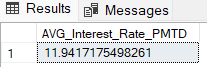 Results Messages
AVG_Interest_Rate_PMTD
1 11.9417175498261